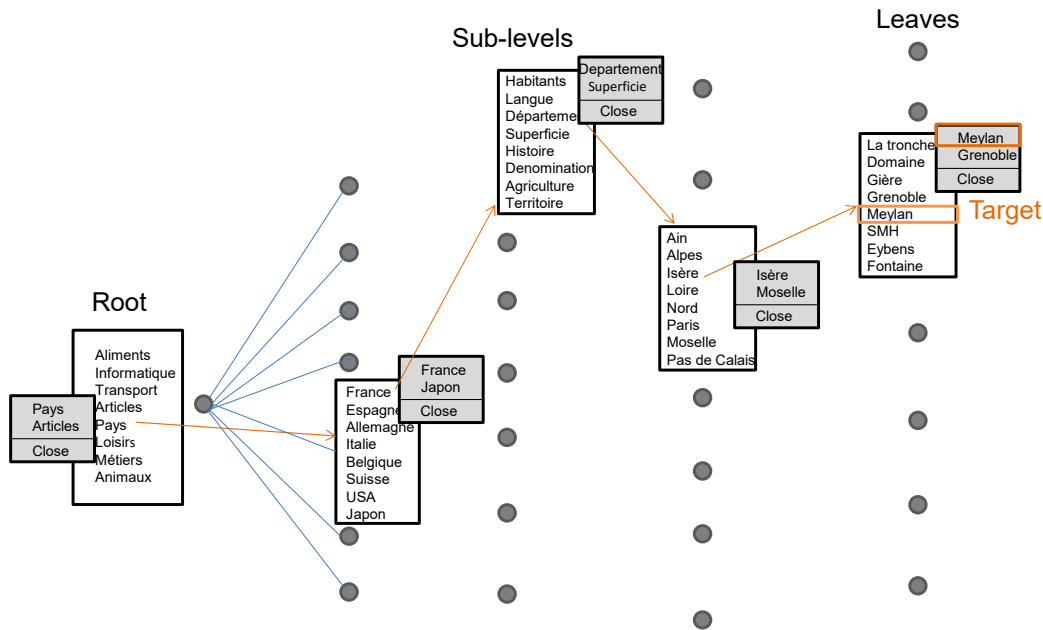 Root
Aliments
Informatique
Transport
Articles
Pays
Loisirs
Métiers
Animaux
Pays
Articles
Close
France
Espagne
Allemagne
Italie
Belgique
Suisse
USA
Japon
France
Japon
Close
Sub-levels
Habitants
Langue
Départeme
Superficie
Histoire
Denomination
Agriculture
Territoire
Departement
Superficie
Close
Ain
Alpes
Isère
Loire
Nord
Paris
Moselle
Pas de Calais
Isère
Moselle
Close
Leaves
La tronche
Domaine
Gière
Grenoble
Meylan
SMH
Eybens
Fontaine
Meylan
Grenoble
Close
Target